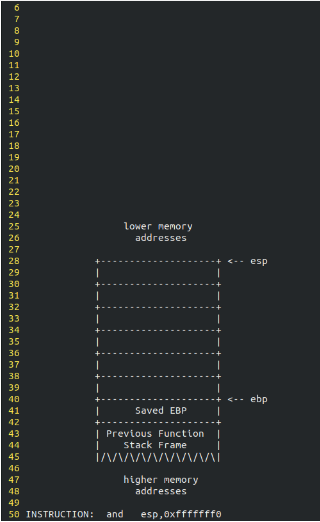 6
7
8
9
10
11
12
13
14
15
16
17
18
19
20
21
22
23
24
25 lower memory
26 addresses
27
28 +--------------------+ <-- esp
29 |                    |
30 +--------------------+
31 |                    |
32 +--------------------+
33 |                    |
34 +--------------------+
35 |                    |
36 +--------------------+
37 |                    |
38 +--------------------+
39 |                    |
40 +--------------------+ <-- ebp
41 |      Saved EBP     |
42 +--------------------+
43 | Previous Function  |
44 |    Stack Frame     |
45 |/\/\/\/\/\/\/\/\/\/\|
46
47 higher memory
48 addresses
49
50 INSTRUCTION:  and   esp,0xfffffff0